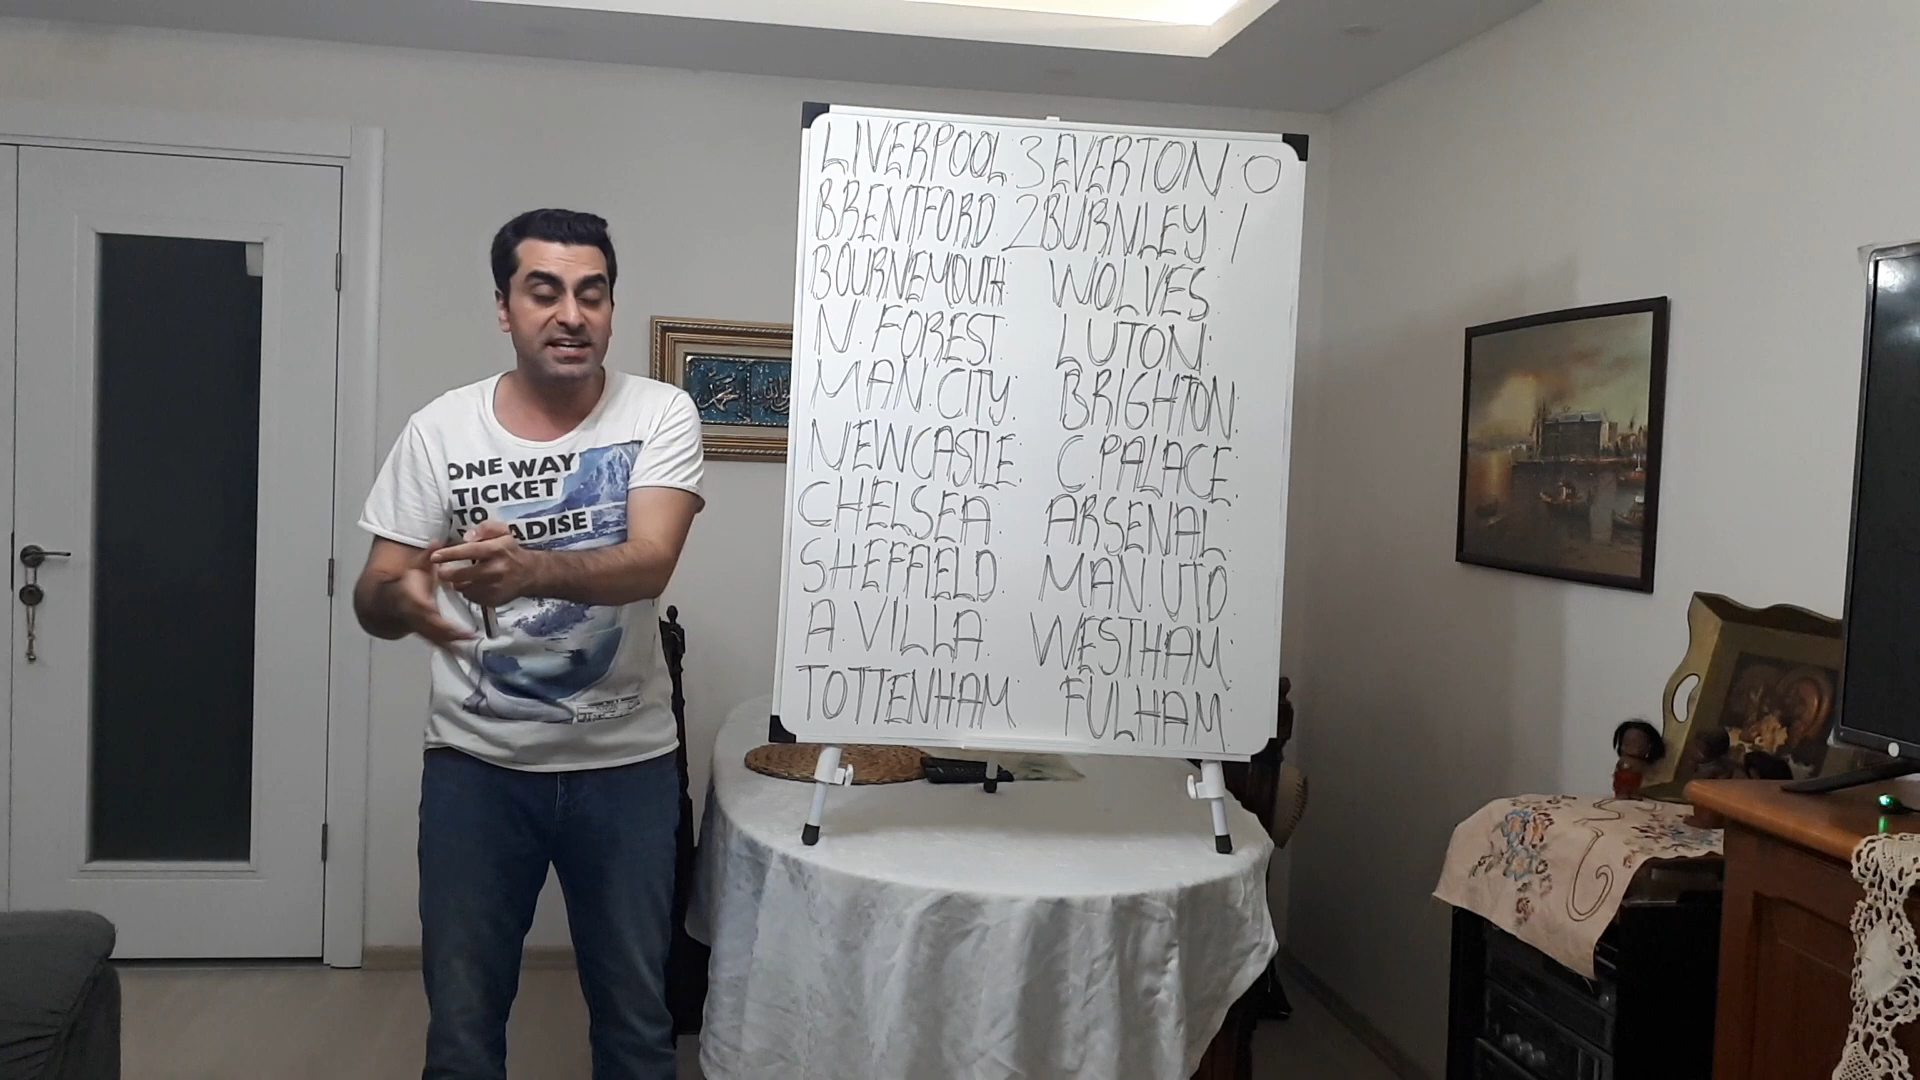 LIVERPOOL: 3 EVERTON: 0
BRENTFORD: 2 BURNLEY: 1
BOURNEMOUTH: WOLVES:
N. FOREST: LUTON:
MAN. CITY: BRIGHTON:
NEWCASTLE: C. PALACE:
CHELSEA: ARSENAL:
SHEFFIELD: MAN. UTD:
A. VILLA: WESTHAM:
TOTTENHAM: FULHAM:
ONE WAY
TICKET
TO
ADISE